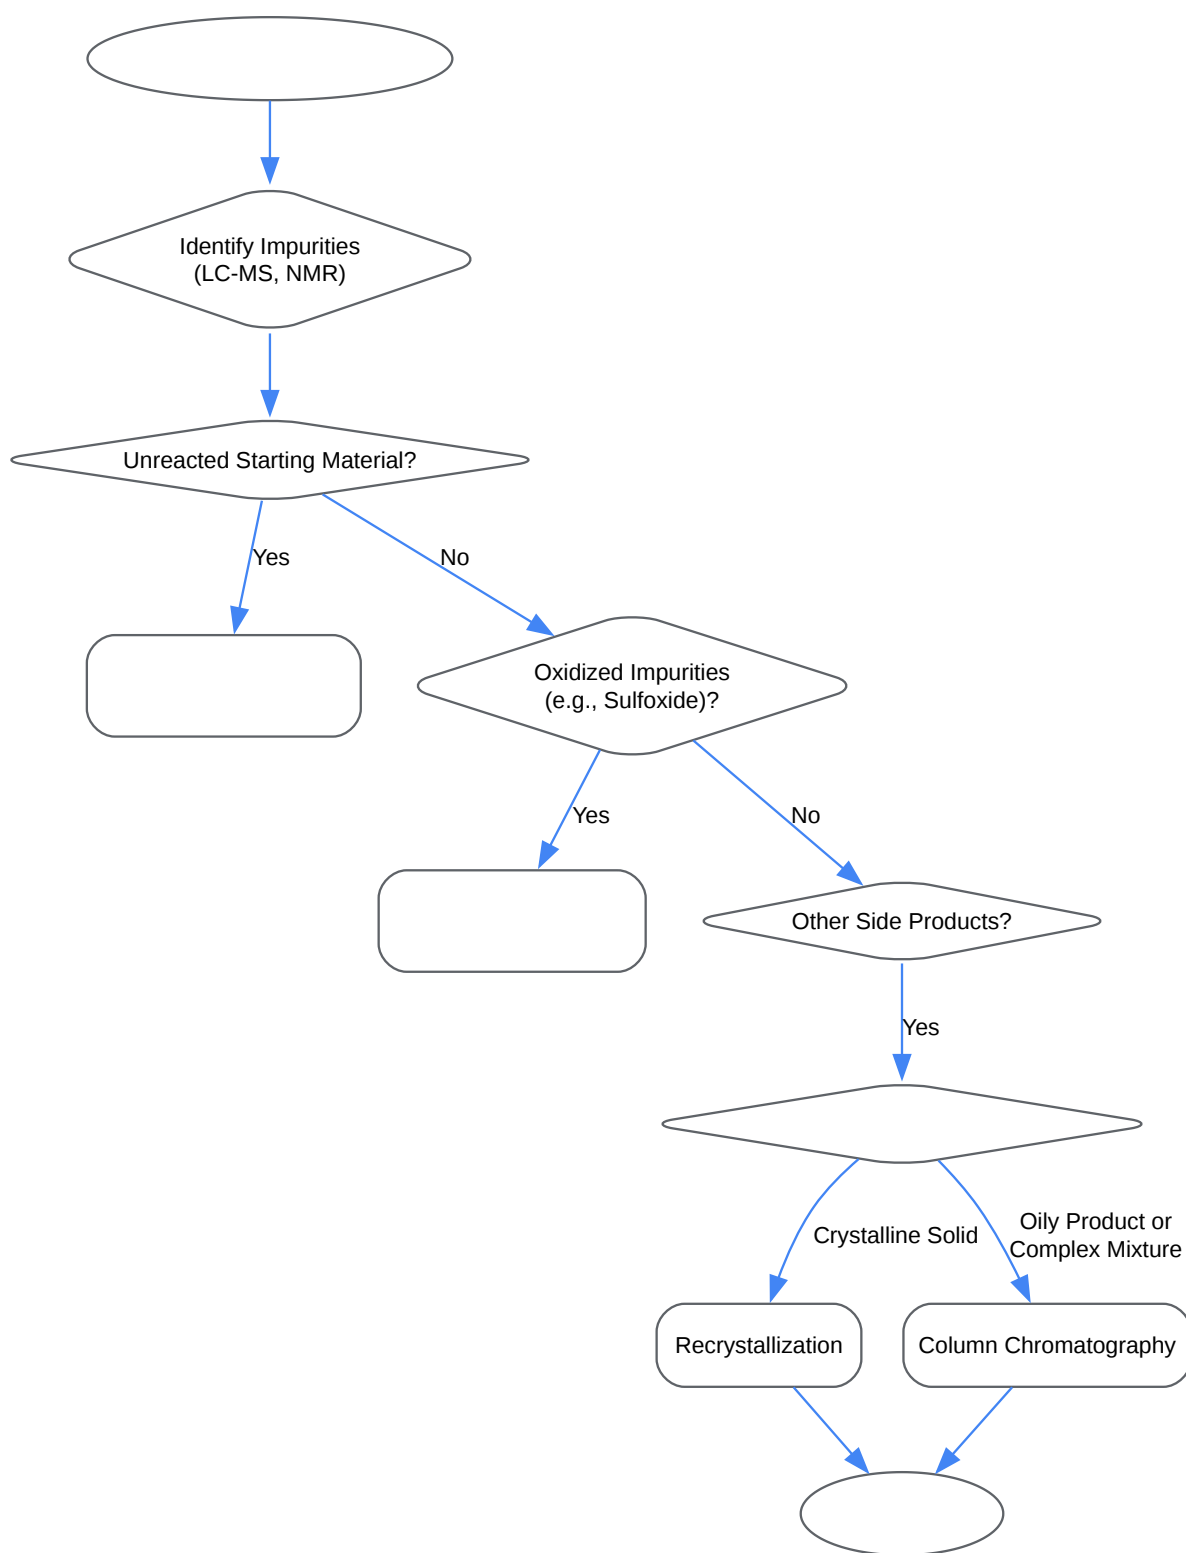 Identify Impurities
(LC-MS, NMR)
Unreacted Starting Material?
Yes
No
Oxidized Impurities
(e.g., Sulfoxide)?
Yes
No
Other Side Products?
Yes
Crystalline Solid
Oily Product or
Complex Mixture
Recrystallization
Column Chromatography